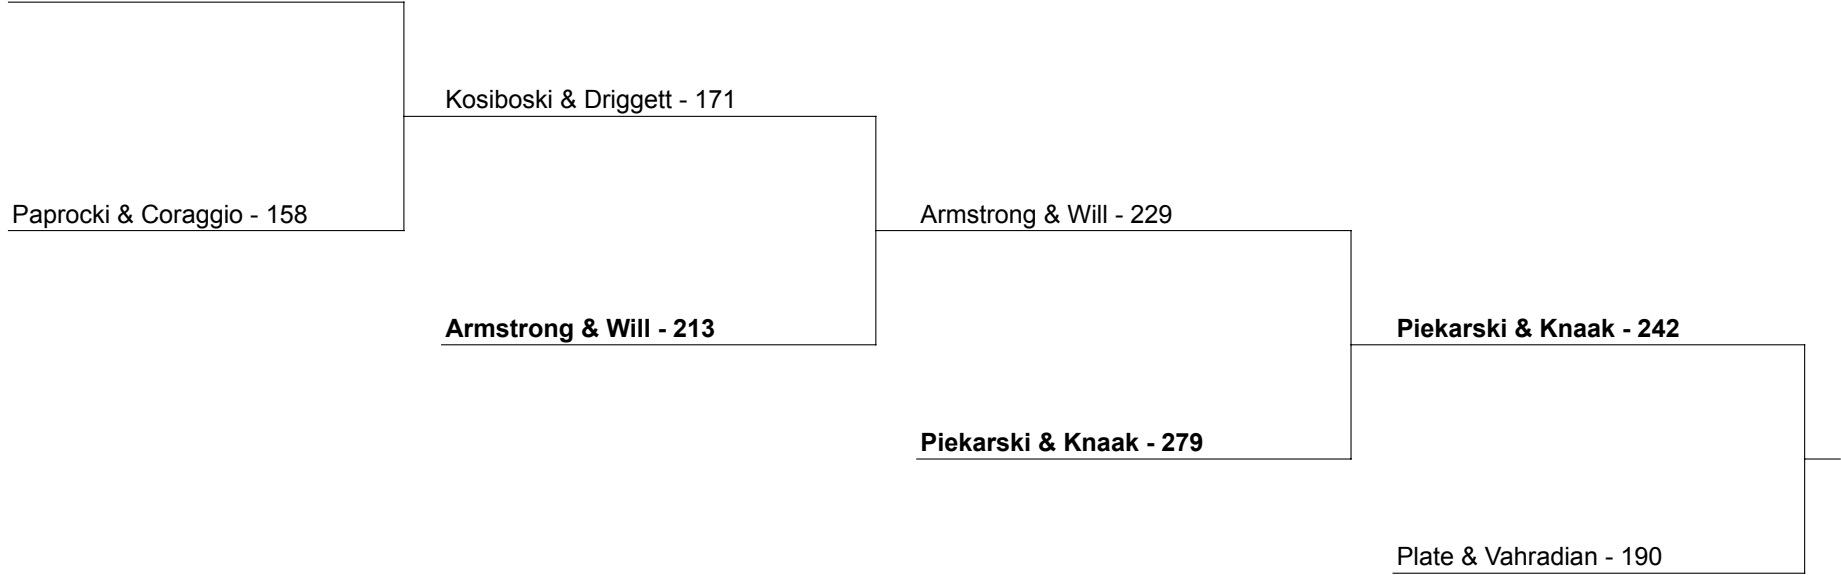 Kosiboski & Driggett - 171
Paprocki & Coraggio - 158
Armstrong & Will - 229
Armstrong & Will - 213
Piekarski & Knaak - 242
Piekarski & Knaak - 279
Plate & Vahradian - 190